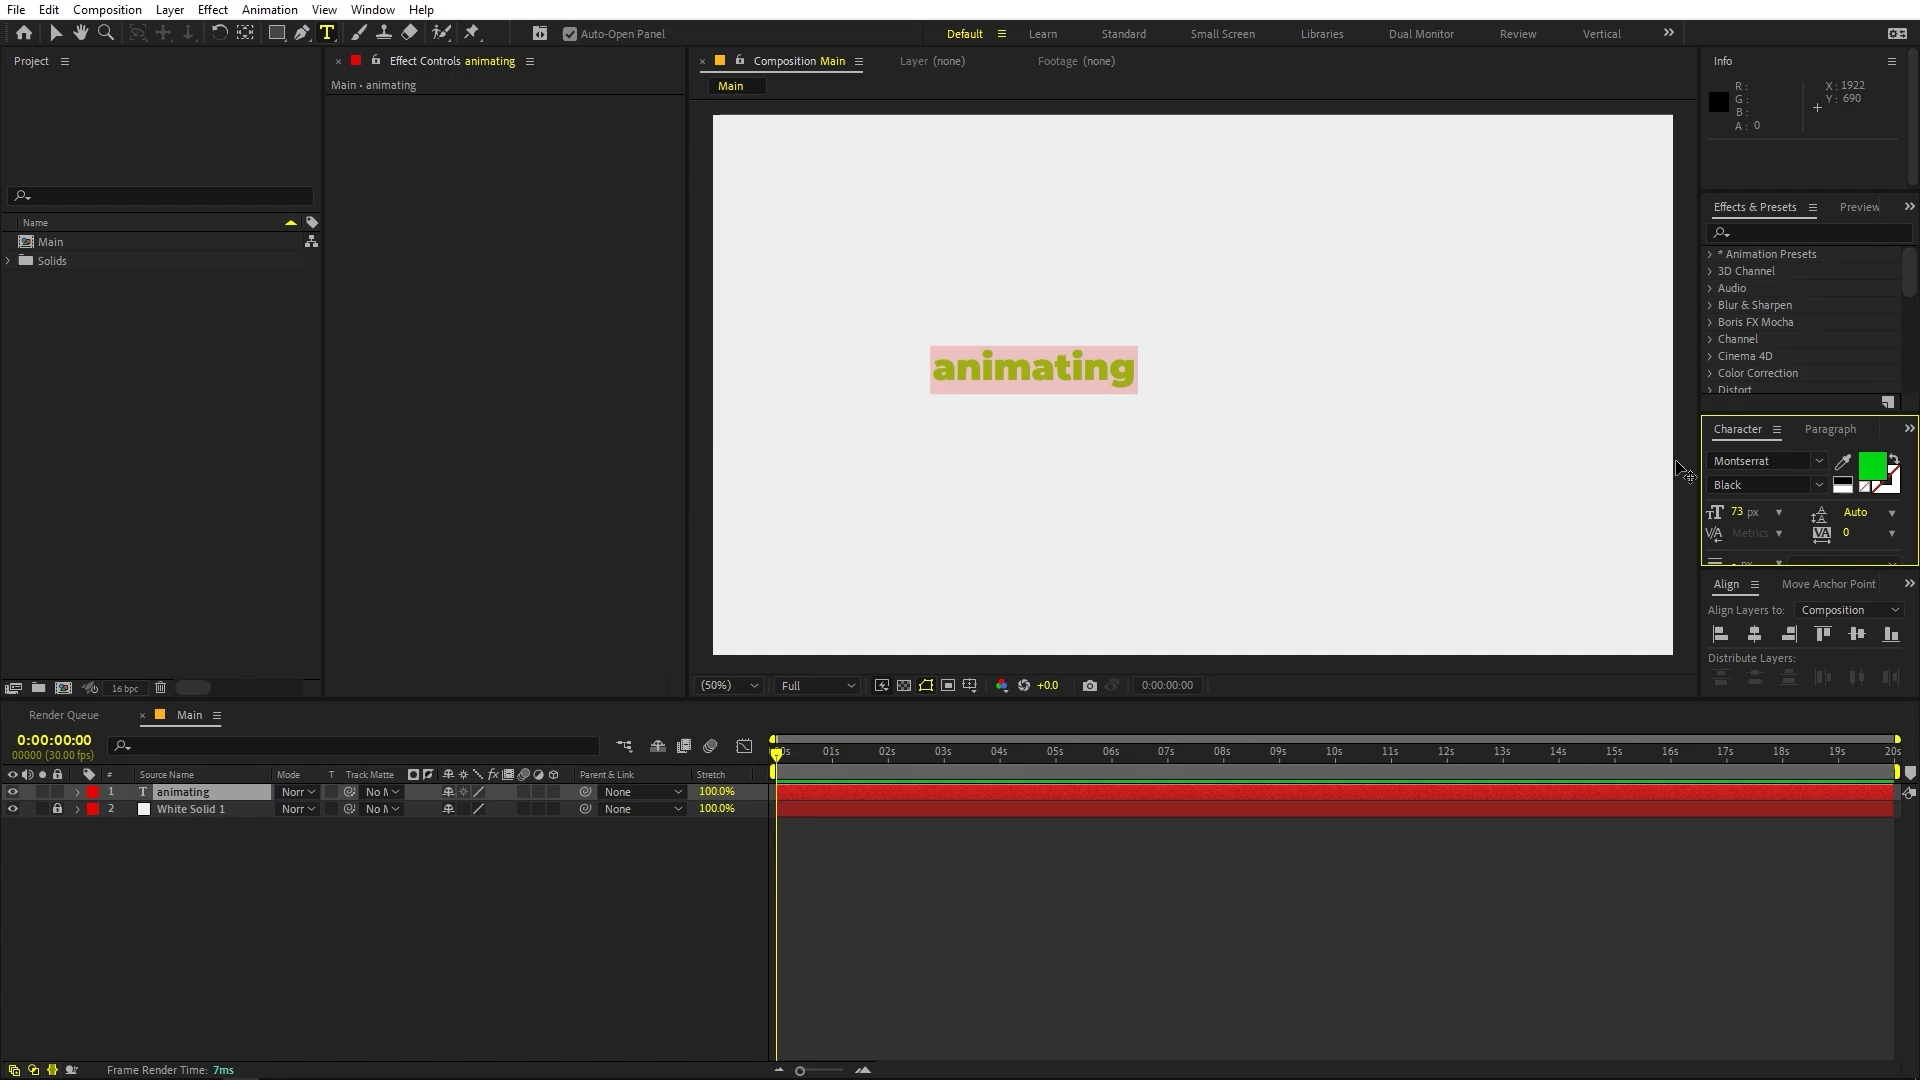 File Edit Composition Layer Effect Animation View Window Help
T Auto-Open Panel Default Learn Standard Small Screen Libraries Dual Monitor Review Vertical
Project
Effect Controls animating
Main • animating
Composition Main
Layer (none)
Footage (none)
Main
Info
R :
G :
B :
A : 0
X : 1922
Y : 690
Name
Main
Solids
animating
Effects & Presets
Preview
* Animation Presets
3D Channel
Audio
Blur & Sharpen
Boris FX Mocha
Channel
Cinema 4D
Color Correction
Distort
Character
Paragraph
Montserrat
Black
73 px
Auto
Metrics
0
px
Align
Move Anchor Point
Align Layers to: Composition
Distribute Layers:
16 bpc
(50%)
Full
+0.0
0:00:00:00
Render Queue
Main
0:00:00:00
00000 (30.00 fps)
00s 01s 02s 03s 04s 05s 06s 07s 08s 09s 10s 11s 12s 13s 14s 15s 16s 17s 18s 19s 20s
# Source Name Mode T Track Matte fx Parent & Link Stretch
1 T animating Norr No M None 100.0%
2 White Solid 1 Norr No M None 100.0%
Frame Render Time: 7ms